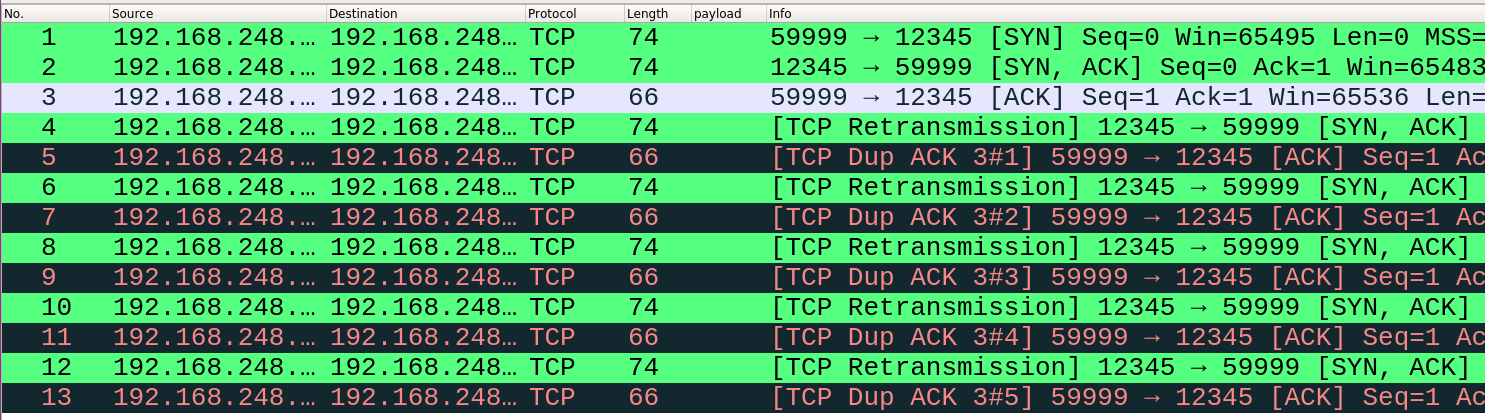 No. Source Destination Protocol Length payload Info
1 192.168.248.… 192.168.248… TCP 74 59999 → 12345 [SYN] Seq=0 Win=65495 Len=0 MSS=
2 192.168.248.… 192.168.248… TCP 74 12345 → 59999 [SYN, ACK] Seq=0 Ack=1 Win=65483
3 192.168.248.… 192.168.248… TCP 66 59999 → 12345 [ACK] Seq=1 Ack=1 Win=65536 Len=
4 192.168.248.… 192.168.248… TCP 74 [TCP Retransmission] 12345 → 59999 [SYN, ACK]
5 192.168.248.… 192.168.248… TCP 66 [TCP Dup ACK 3#1] 59999 → 12345 [ACK] Seq=1 Ac
6 192.168.248.… 192.168.248… TCP 74 [TCP Retransmission] 12345 → 59999 [SYN, ACK]
7 192.168.248.… 192.168.248… TCP 66 [TCP Dup ACK 3#2] 59999 → 12345 [ACK] Seq=1 Ac
8 192.168.248.… 192.168.248… TCP 74 [TCP Retransmission] 12345 → 59999 [SYN, ACK]
9 192.168.248.… 192.168.248… TCP 66 [TCP Dup ACK 3#3] 59999 → 12345 [ACK] Seq=1 Ac
10 192.168.248.… 192.168.248… TCP 74 [TCP Retransmission] 12345 → 59999 [SYN, ACK]
11 192.168.248.… 192.168.248… TCP 66 [TCP Dup ACK 3#4] 59999 → 12345 [ACK] Seq=1 Ac
12 192.168.248.… 192.168.248… TCP 74 [TCP Retransmission] 12345 → 59999 [SYN, ACK]
13 192.168.248.… 192.168.248… TCP 66 [TCP Dup ACK 3#5] 59999 → 12345 [ACK] Seq=1 Ac